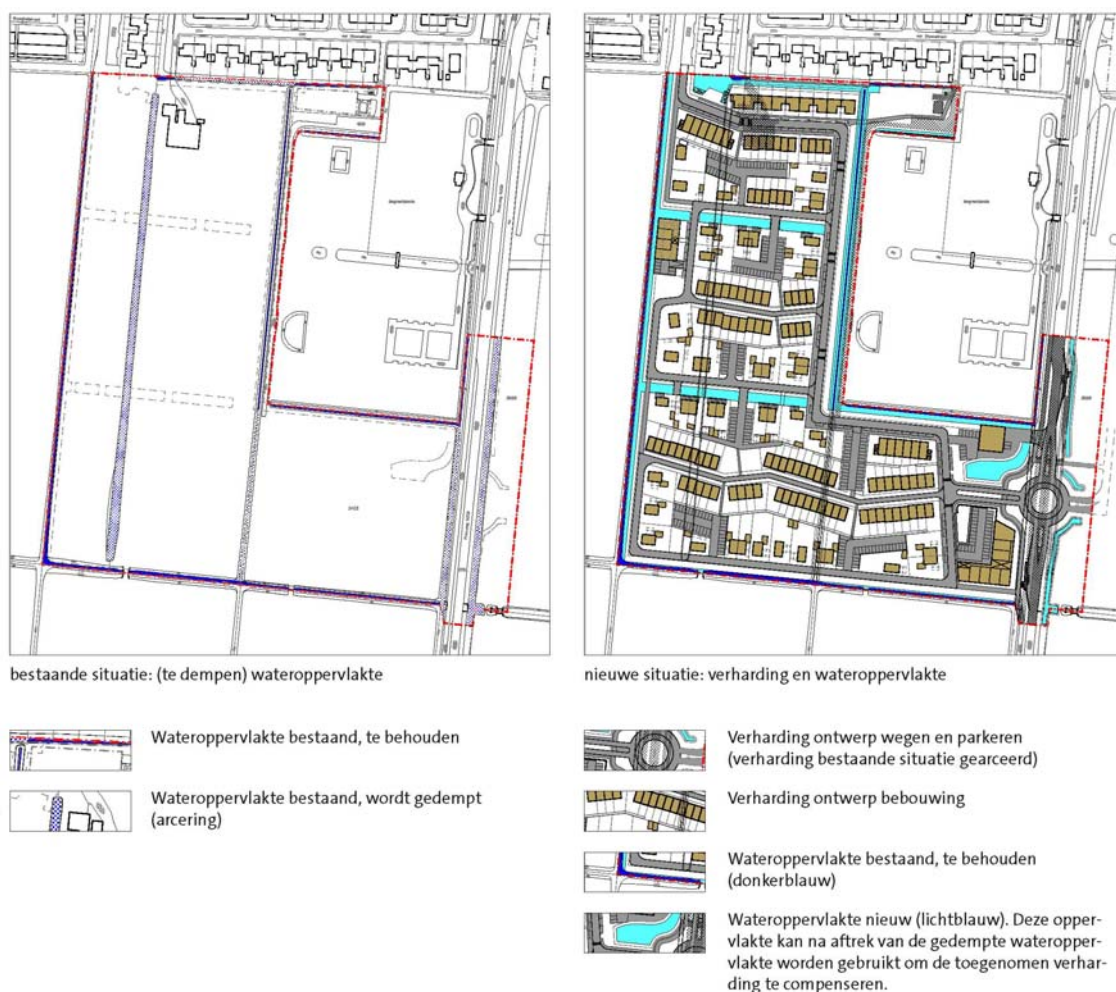 bestaande situatie: (te dempen) wateroppervlakte
Wateroppervlakte bestaand, te behouden
Wateroppervlakte bestaand, wordt gedempt
(arcering)
nieuwe situatie: verharding en wateroppervlakte
Verharding ontwerp wegen en parkeren
(verharding bestaande situatie gearceerd)
Verharding ontwerp bebouwing
Wateroppervlakte bestaand, te behouden
(donkerblauw)
Wateroppervlakte nieuw (lichtblauw). Deze opper-
vlakte kan na aftrek van de gedempte wateropper-
vlakte worden gebruikt om de toegenomen verhar-
ding te compenseren.